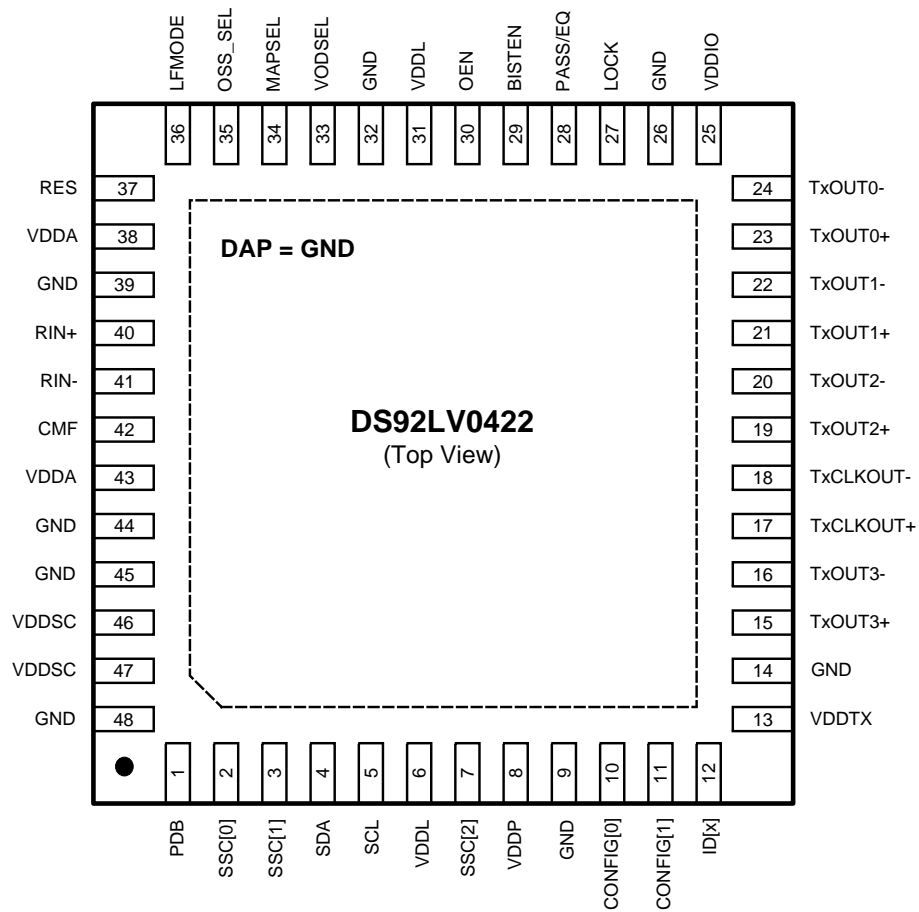 LFMODE
OSS_SEL
MAPSEL
VODSEL
GND
VDDL
OEN
BISTEN
PASS/EQ
LOCK
GND
VDDIO
36
35
34
33
32
31
30
29
28
27
26
25
RES 37
VDDA 38
GND 39
RIN+ 40
RIN- 41
CMF 42
VDDA 43
GND 44
GND 45
VDDSC 46
VDDSC 47
GND 48
DAP = GND
DS92LV0422
(Top View)
24 TxOUT0-
23 TxOUT0+
22 TxOUT1-
21 TxOUT1+
20 TxOUT2-
19 TxOUT2+
18 TxCLKOUT-
17 TxCLKOUT+
16 TxOUT3-
15 TxOUT3+
14 GND
13 VDDTX
1
2
3
4
5
6
7
8
9
10
11
12
PDB
SSC[0]
SSC[1]
SDA
SCL
VDDL
SSC[2]
VDDP
GND
CONFIG[0]
CONFIG[1]
ID[x]